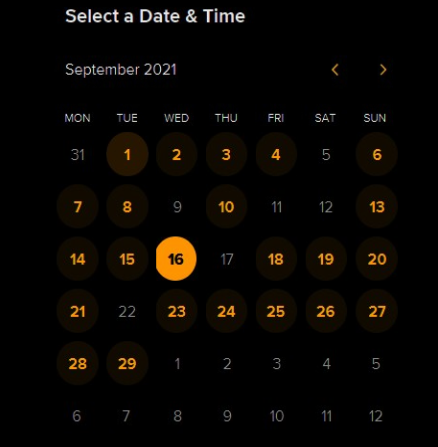 Select a Date & Time
September 2021
MON TUE WED THU FRI SAT SUN
31 1 2 3 4 5 6
7 8 9 10 11 12 13
14 15 16 17 18 19 20
21 22 23 24 25 26 27
28 29 1 2 3 4 5
6 7 8 9 10 11 12